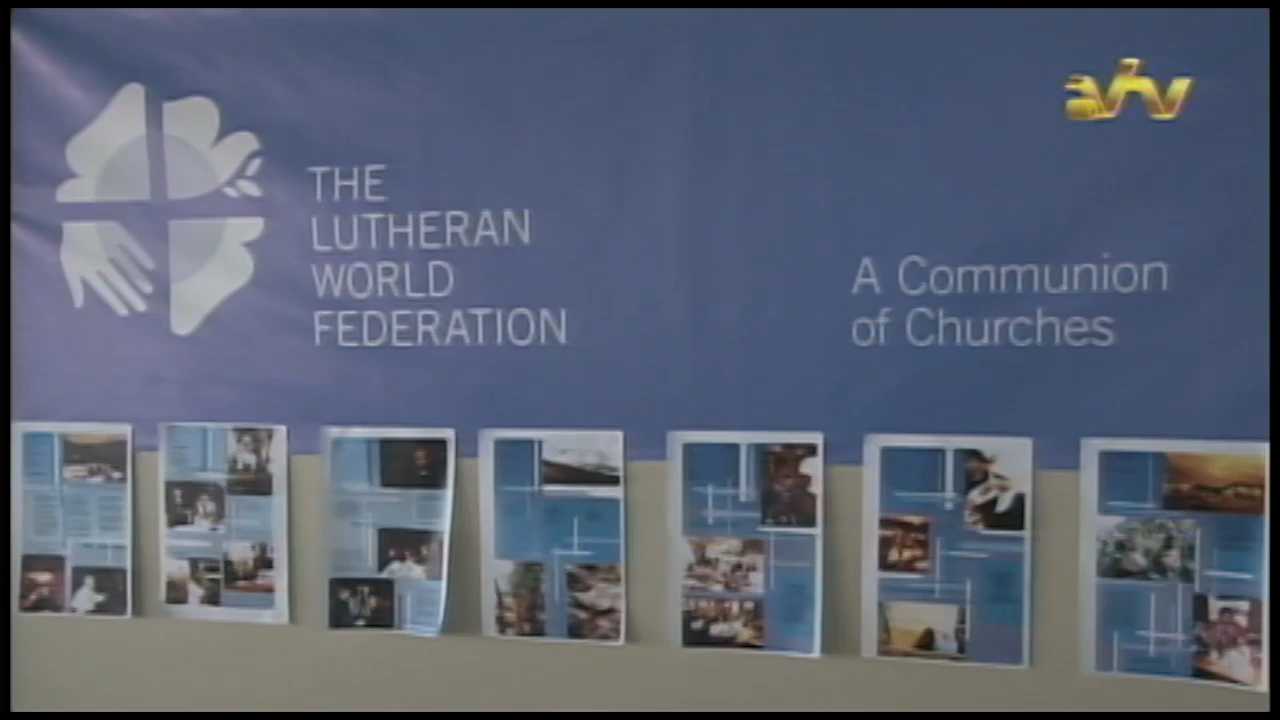 THE
LUTHERAN
WORLD
FEDERATION
A Communion
of Churches